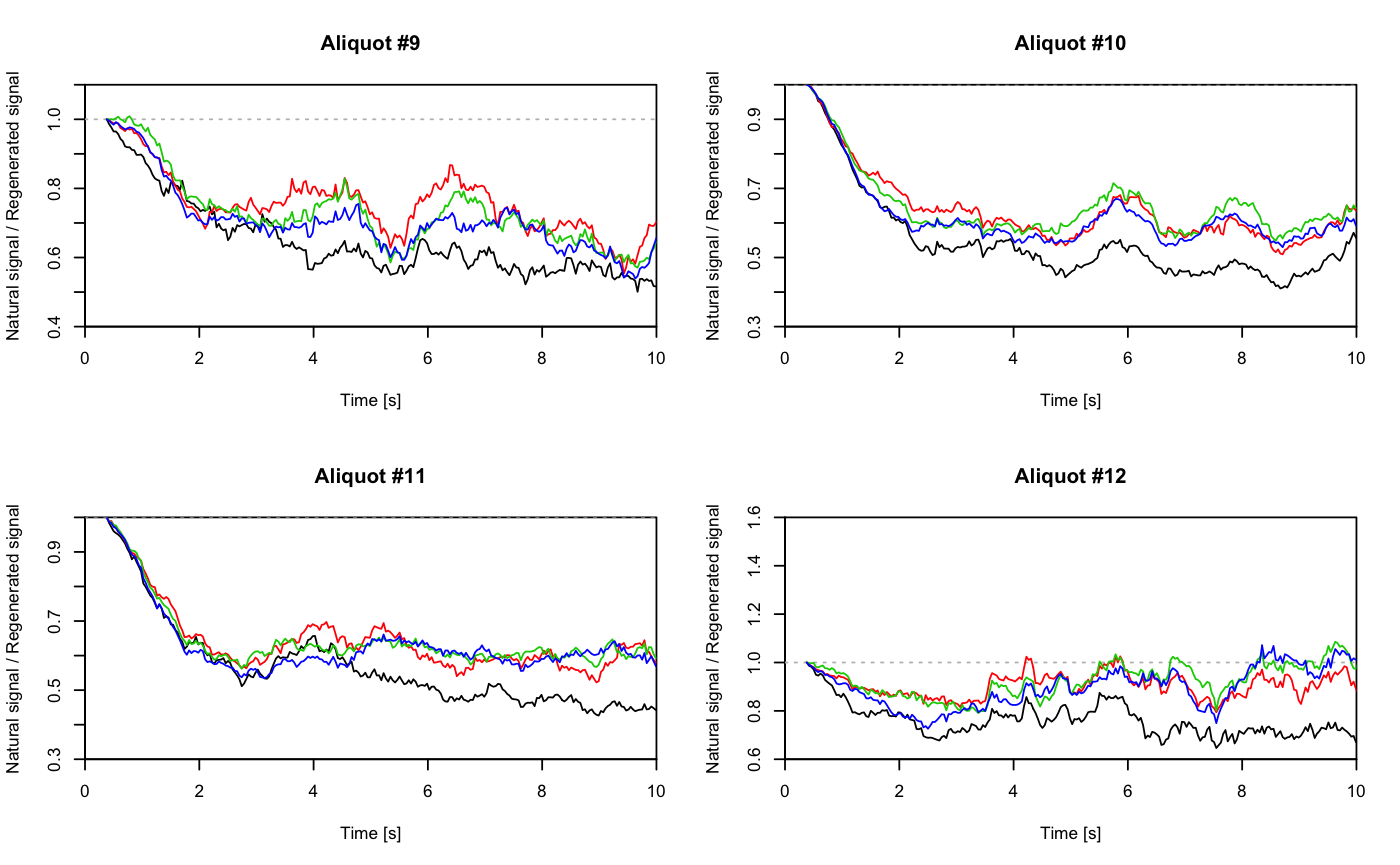 Aliquot #9
Natural signal / Regenerated signal
1.0
0.8
0.6
0.4
0 2 4 6 8 10
Time [s]
Aliquot #10
Natural signal / Regenerated signal
0.9
0.7
0.5
0.3
0 2 4 6 8 10
Time [s]
Aliquot #11
Natural signal / Regenerated signal
0.9
0.7
0.5
0.3
0 2 4 6 8 10
Time [s]
Aliquot #12
Natural signal / Regenerated signal
1.6
1.4
1.2
1.0
0.8
0.6
0 2 4 6 8 10
Time [s]